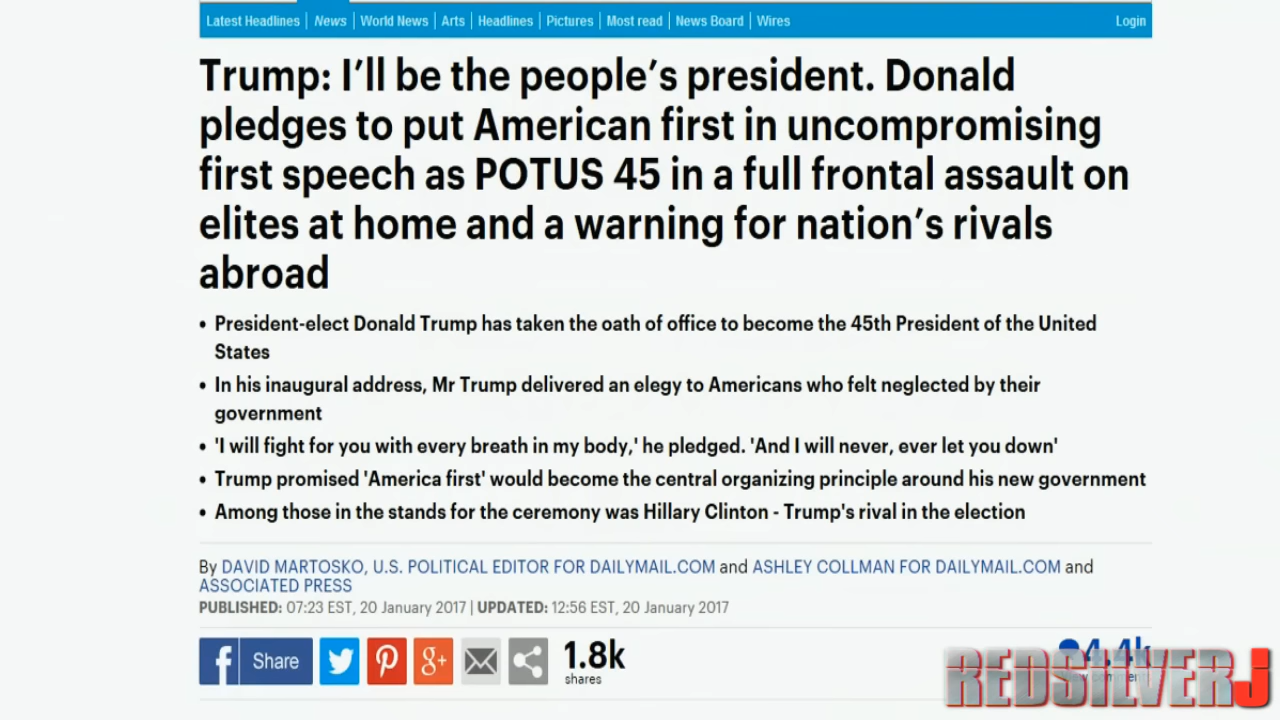 Latest Headlines | News | World News | Arts | Headlines | Pictures | Most read | News Board | Wires Login
Trump: I’ll be the people’s president. Donald
pledges to put American first in uncompromising
first speech as POTUS 45 in a full frontal assault on
elites at home and a warning for nation’s rivals
abroad
• President-elect Donald Trump has taken the oath of office to become the 45th President of the United
States
• In his inaugural address, Mr Trump delivered an elegy to Americans who felt neglected by their
government
• 'I will fight for you with every breath in my body,' he pledged. 'And I will never, ever let you down'
• Trump promised 'America first' would become the central organizing principle around his new government
• Among those in the stands for the ceremony was Hillary Clinton - Trump's rival in the election
By DAVID MARTOSKO, U.S. POLITICAL EDITOR FOR DAILYMAIL.COM and ASHLEY COLLMAN FOR DAILYMAIL.COM and
ASSOCIATED PRESS
PUBLISHED: 07:23 EST, 20 January 2017 | UPDATED: 12:56 EST, 20 January 2017
f Share g+ 1.8k 4.4k
shares
REDSILVERJ